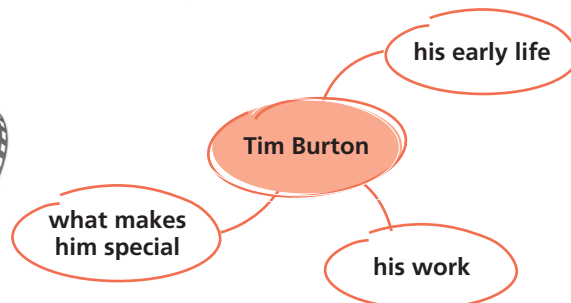 his early life
Tim Burton
what makes
him special
his work